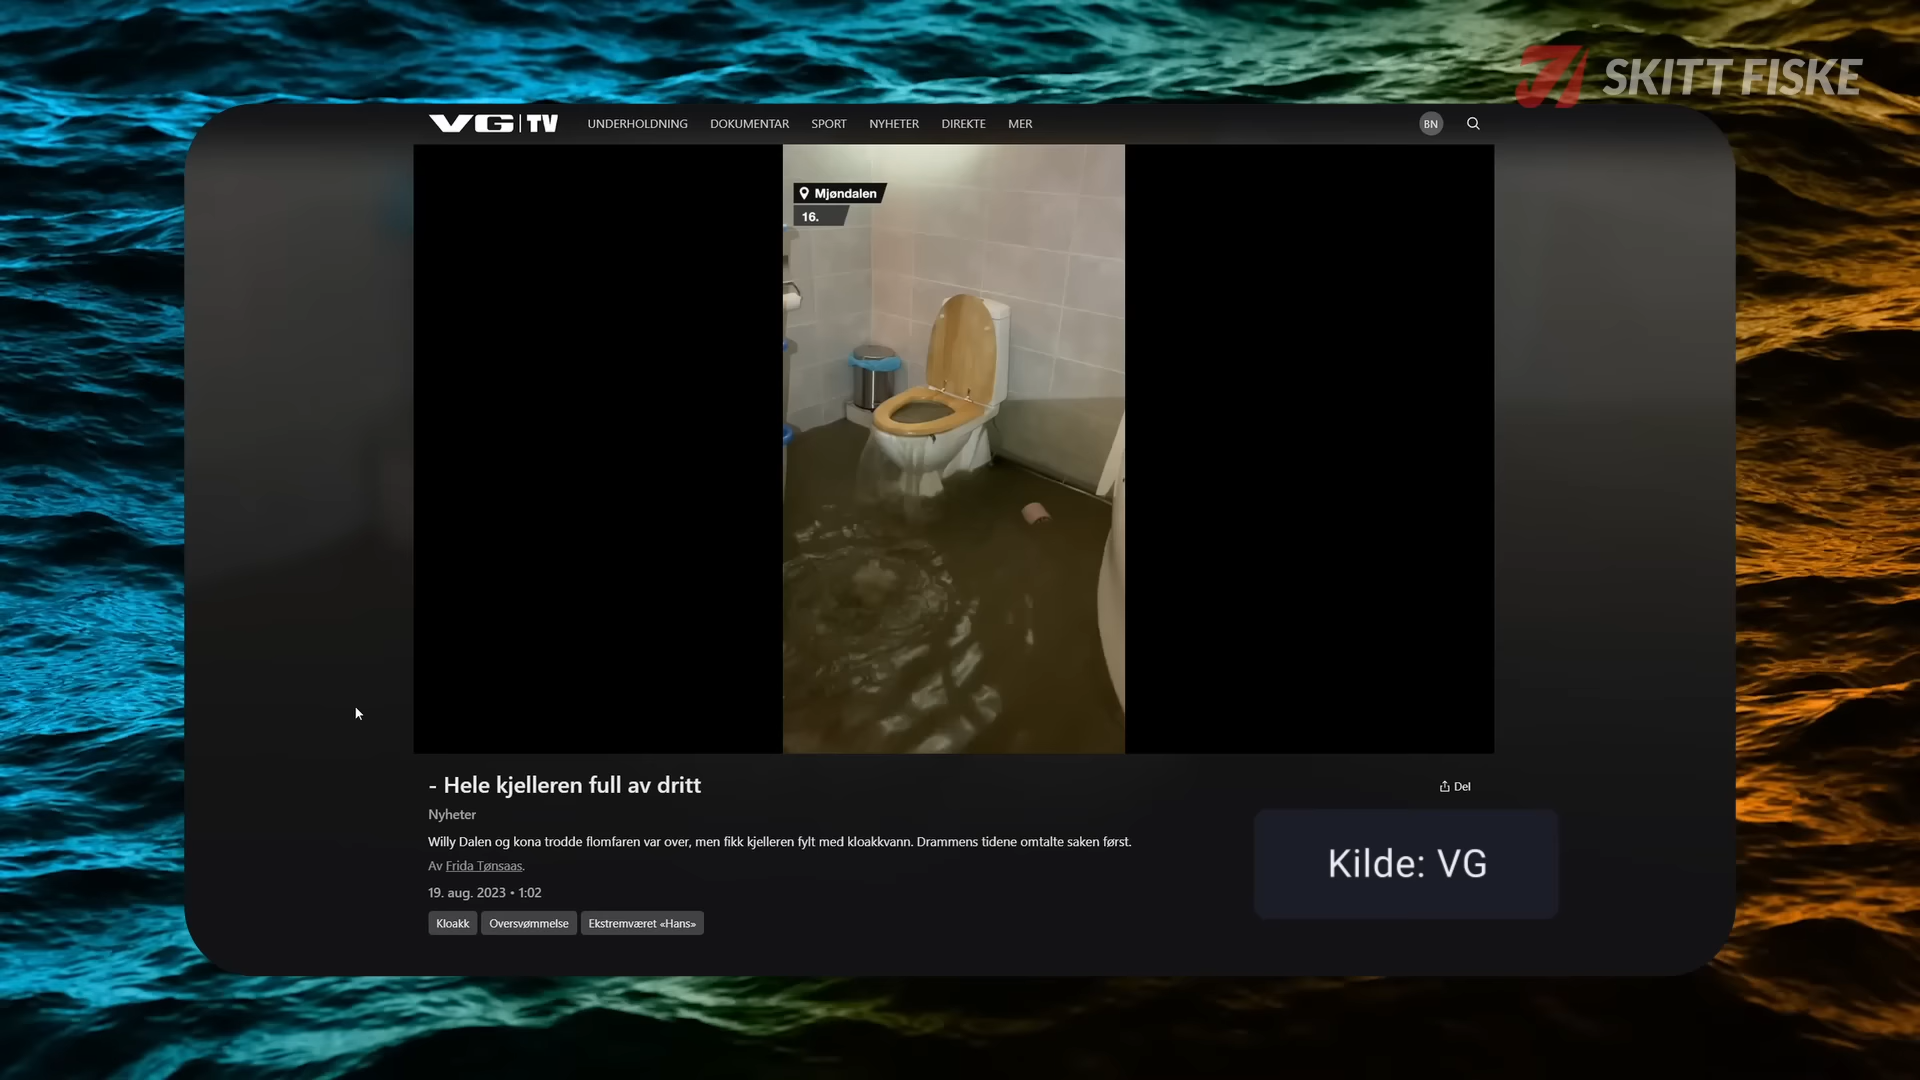 SKITT FISKE
VG TV
UNDERHOLDNING
DOKUMENTAR
SPORT
NYHETER
DIREKTE
MER
BN
Mjøndalen
16.
- Hele kjelleren full av dritt
Del
Nyheter
Willy Dalen og kona trodde flomfaren var over, men fikk kjelleren fylt med kloakkvann. Drammens tidene omtalte saken først.
Av Frida Tønsaas.
19. aug. 2023 • 1:02
Kloakk
Oversvømmelse
Ekstremværet «Hans»
Kilde: VG